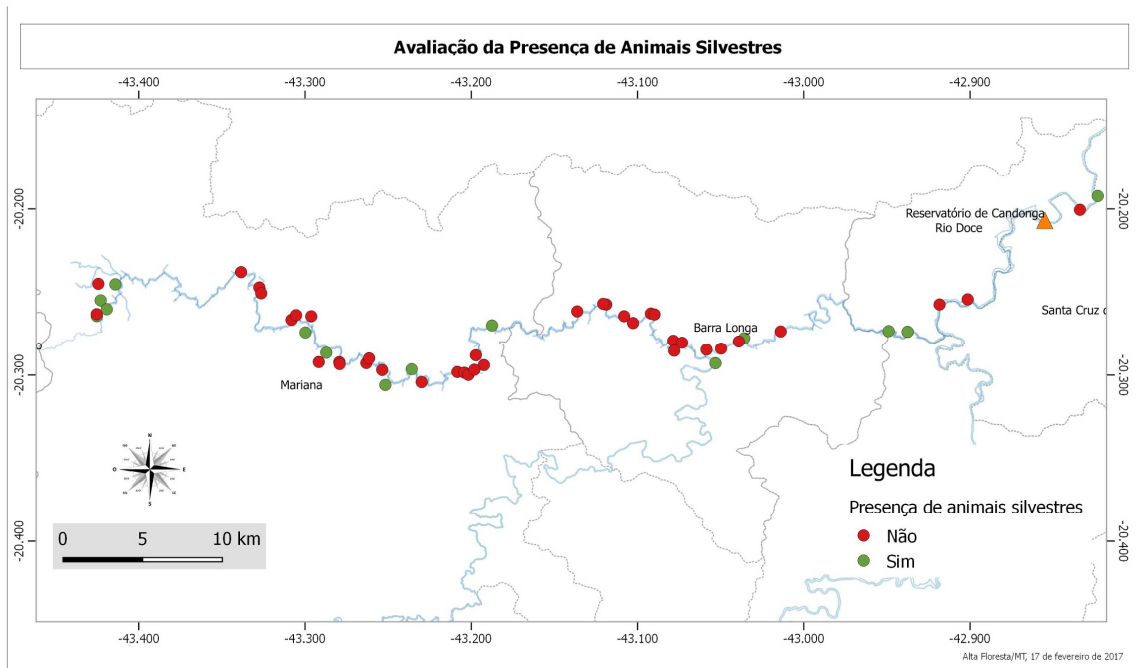 Avaliação da Presença de Animais Silvestres
-43.400
-43.300
-43.200
-43.100
-43.000
-42.900
-20.200
-20.200
Reservatório de Candonga
Rio Doce
Santa Cruz
Barra Longa
Mariana
-20.300
-20.300
N
O
E
S
Legenda
Presença de animais silvestres
Não
Sim
0 5 10 km
-20.400
-20.400
-43.400
-43.300
-43.200
-43.100
-43.000
-42.900
Alta Floresta/MT, 17 de fevereiro de 2017